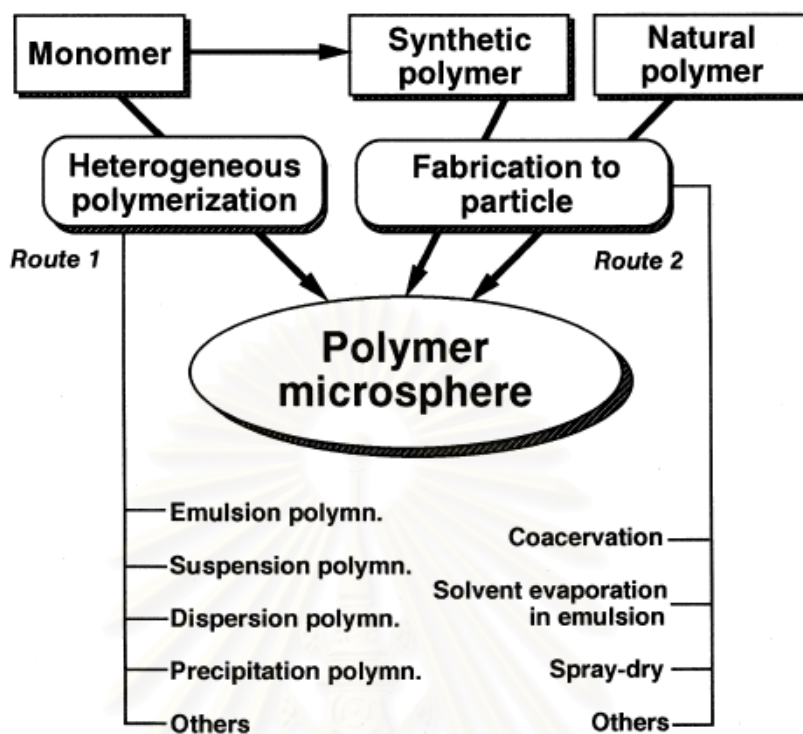 Monomer
Synthetic
polymer
Natural
polymer
Heterogeneous
polymerization
Fabrication to
particle
Route 1
Route 2
Polymer
microsphere
Emulsion polymn.
Suspension polymn.
Dispersion polymn.
Precipitation polymn.
Others
Coacervation
Solvent evaporation
in emulsion
Spray-dry
Others